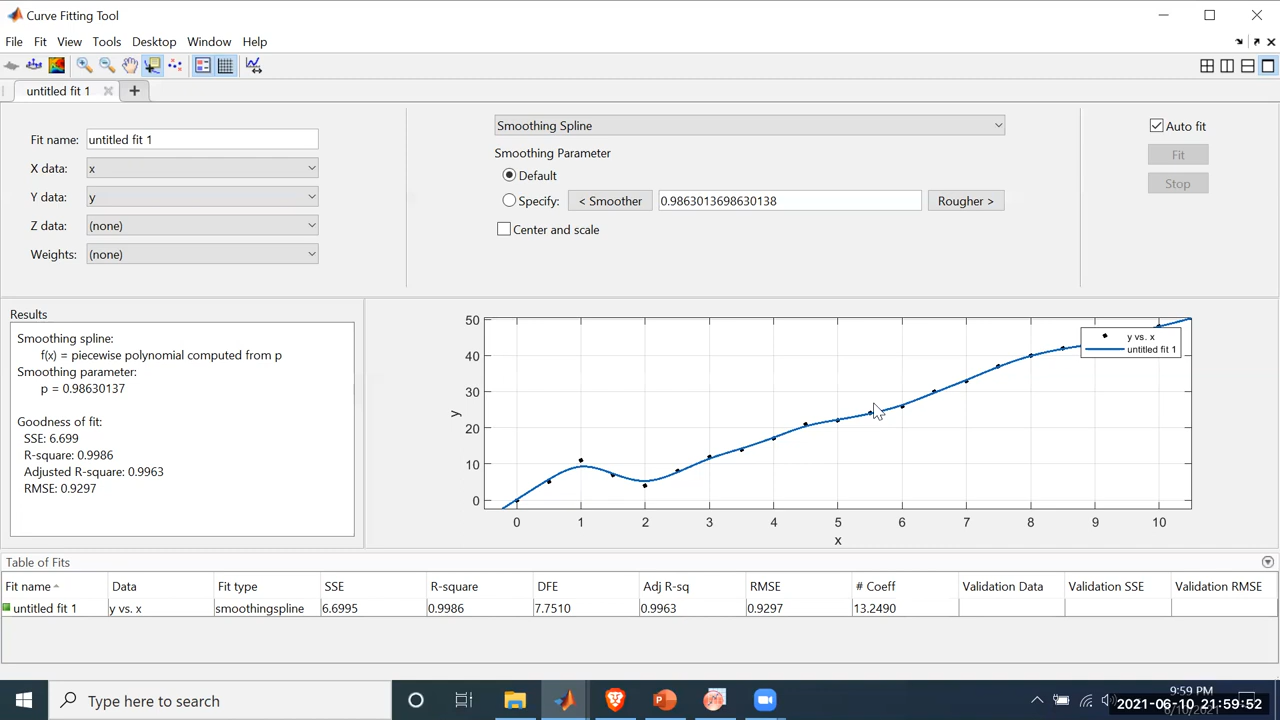 Curve Fitting Tool
File Fit View Tools Desktop Window Help
untitled fit 1
Fit name: untitled fit 1
X data: x
Y data: y
Z data: (none)
Weights: (none)
Smoothing Spline
Smoothing Parameter
Default
Specify: < Smoother 0.9863013698630138 Rougher >
Center and scale
Auto fit
Fit
Stop
Results
Smoothing spline:
f(x) = piecewise polynomial computed from p
Smoothing parameter:
p = 0.98630137
Goodness of fit:
SSE: 6.699
R-square: 0.9986
Adjusted R-square: 0.9963
RMSE: 0.9297
50
40
30
20
10
0
y
y vs. x
untitled fit 1
0 1 2 3 4 5 6 7 8 9 10
x
Table of Fits
Fit name Data Fit type SSE R-square DFE Adj R-sq RMSE # Coeff Validation Data Validation SSE Validation RMSE
untitled fit 1 y vs. x smoothingspline 6.6995 0.9986 7.7510 0.9963 0.9297 13.2490
Type here to search
9:59 PM
2021-06-10 21:59:52